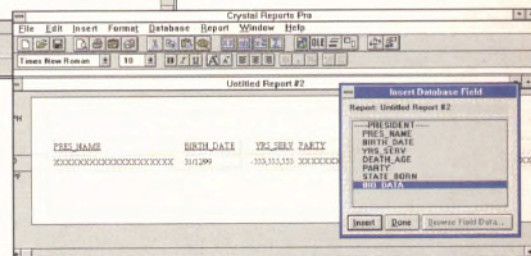 Crystal Reports Pro
File Edit Insert Format Database Report Window Help
OLE
Times New Roman 10 B I U
Untitled Report #2
PRES_NAME BIRTH_DATE YRS_SERV PARTY
XXXXXXXXXXXXXXXXXXXXXX 31/12/99 -555,555,555
Insert Database Field
Report: Untitled Report #2
----PRESIDENT----
PRES_NAME
BIRTH_DATE
YRS_SERV
DEATH_AGE
PARTY
STATE_BORN
BIO_DATA
Insert Done Browse Field Data...